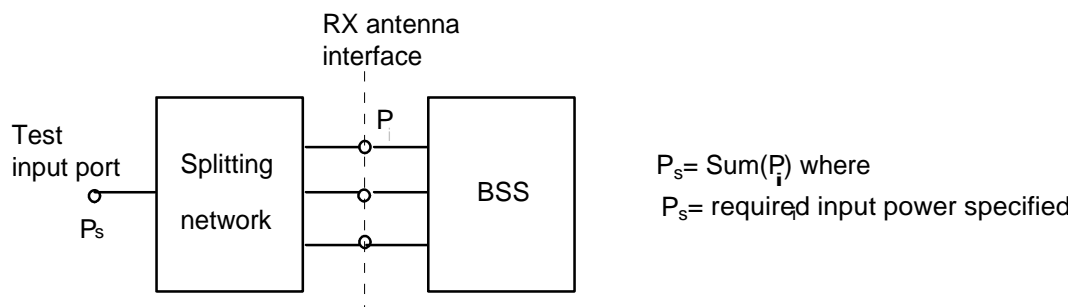 RX antenna
interface
Test
input port
Ps
Splitting
network
Pi
BSS
Ps= Sum(Pi) where
Ps= required input power specified